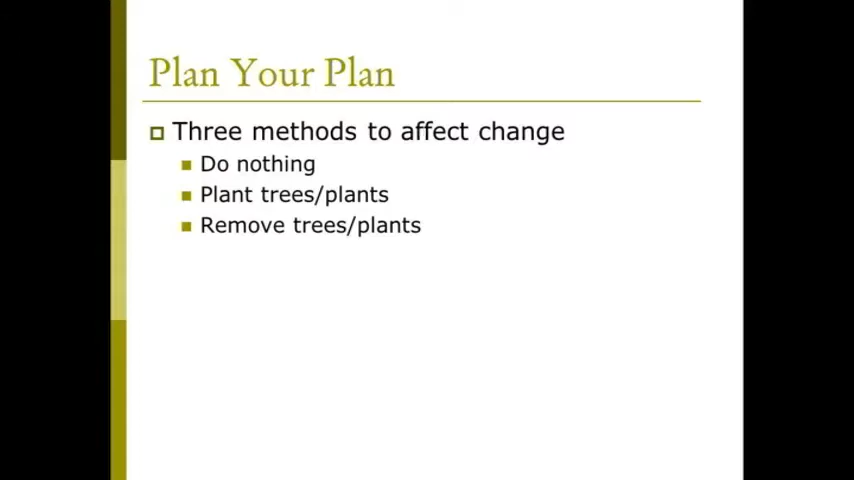 Plan Your Plan
Three methods to affect change
Do nothing
Plant trees/plants
Remove trees/plants